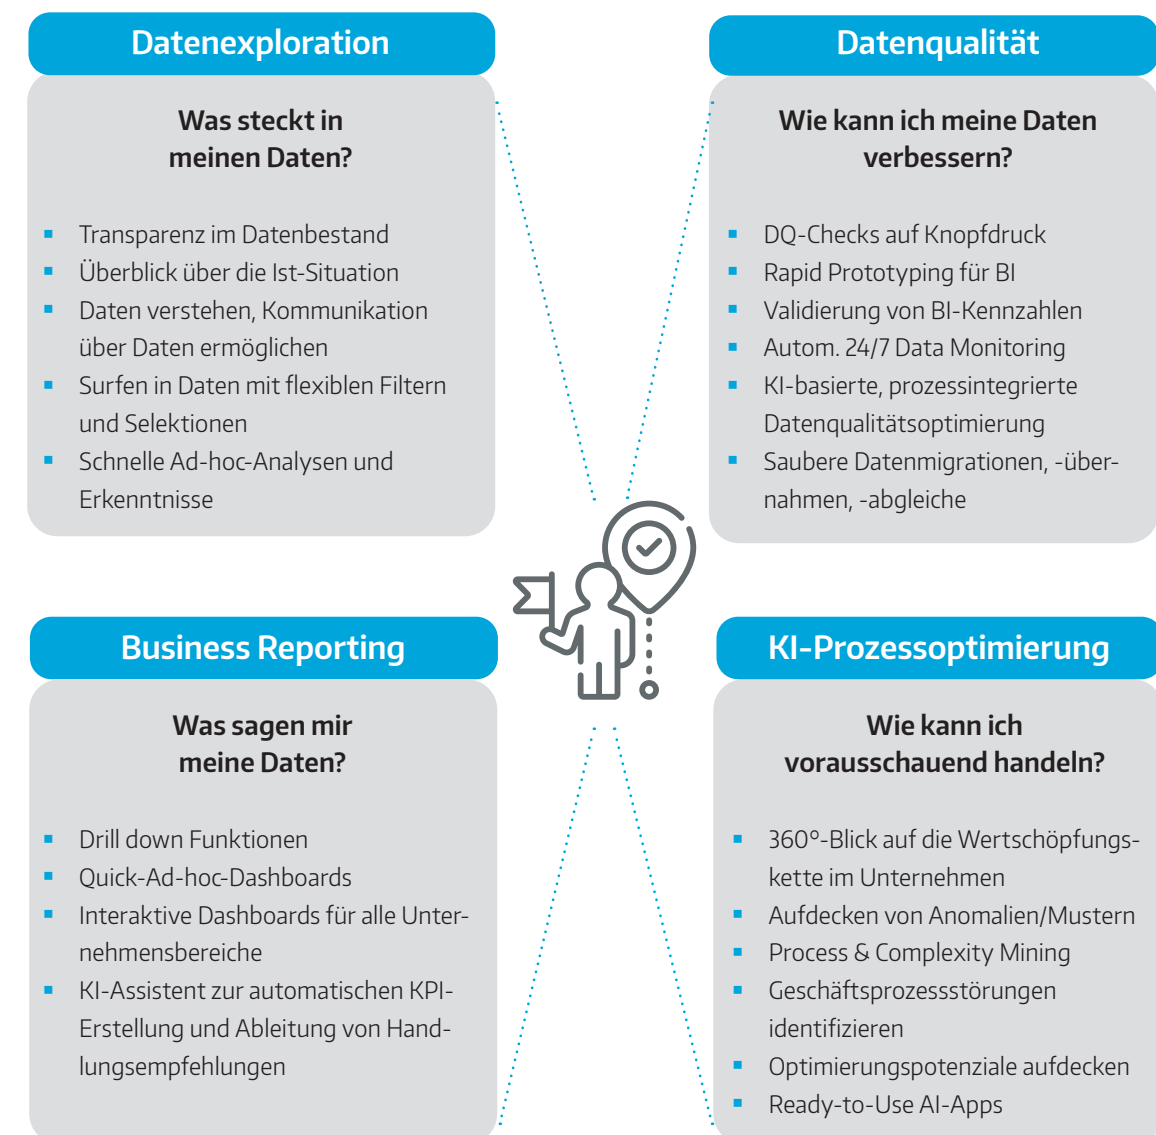 Datenexploration
Was steckt in
meinen Daten?
Transparenz im Datenbestand
Überblick über die Ist-Situation
Daten verstehen, Kommunikation
über Daten ermöglichen
Surfen in Daten mit flexiblen Filtern
und Selektionen
Schnelle Ad-hoc-Analysen und
Erkenntnisse
Datenqualität
Wie kann ich meine Daten
verbessern?
DQ-Checks auf Knopfdruck
Rapid Prototyping für BI
Validierung von BI-Kennzahlen
Autom. 24/7 Data Monitoring
KI-basierte, prozessintegrierte
Datenqualitätsoptimierung
Saubere Datenmigrationen, -über-
nahmen, -abgleiche
Business Reporting
Was sagen mir
meine Daten?
Drill down Funktionen
Quick-Ad-hoc-Dashboards
Interaktive Dashboards für alle Unter-
nehmensbereiche
KI-Assistent zur automatischen KPI-
Erstellung und Ableitung von Hand-
lungsempfehlungen
KI-Prozessoptimierung
Wie kann ich
vorausschauend handeln?
360°-Blick auf die Wertschöpfungs-
kette im Unternehmen
Aufdecken von Anomalien/Mustern
Process & Complexity Mining
Geschäftsprozessstörungen
identifizieren
Optimierungspotenziale aufdecken
Ready-to-Use AI-Apps